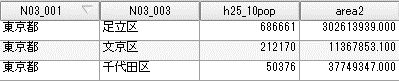 N03_001 N03_003 h25_10pop area2
東京都 足立区 686661 302613939.000
東京都 文京区 212170 11367853.100
東京都 千代田区 50376 37749347.000